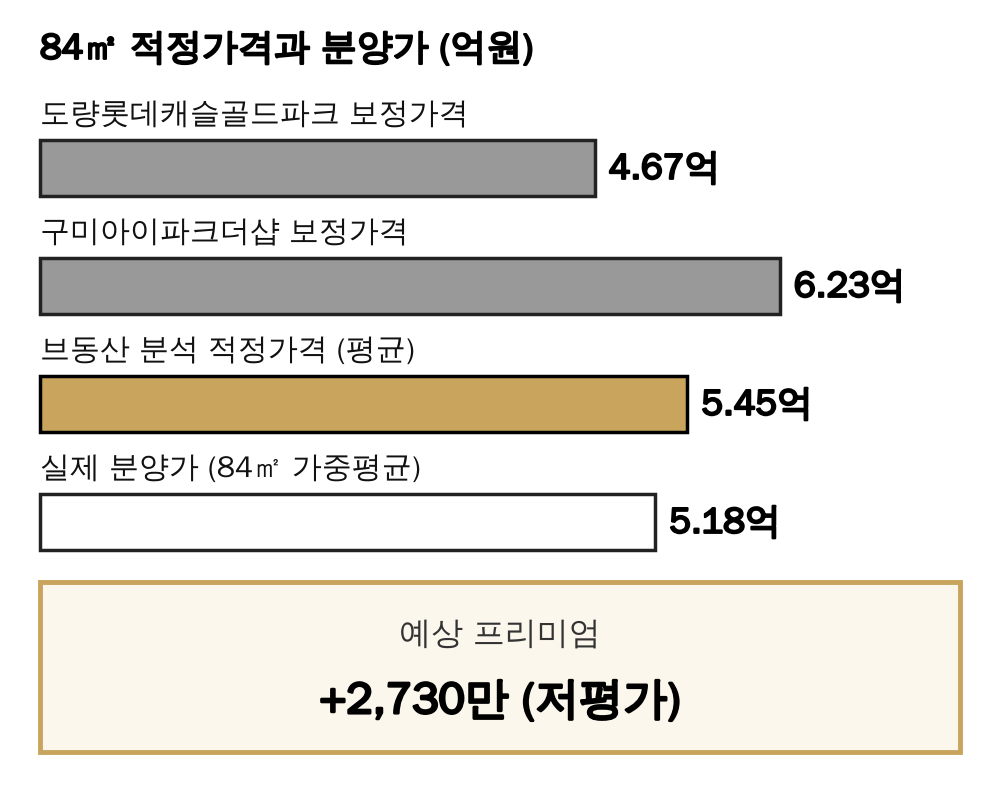 84㎡ 적정가격과 분양가 (억원)
도량롯데캐슬골드파크 보정가격
4.67억
구미아이파크더샵 보정가격
6.23억
브동산 분석 적정가격 (평균)
5.45억
실제 분양가 (84㎡ 가중평균)
5.18억
예상 프리미엄
+2,730만 (저평가)